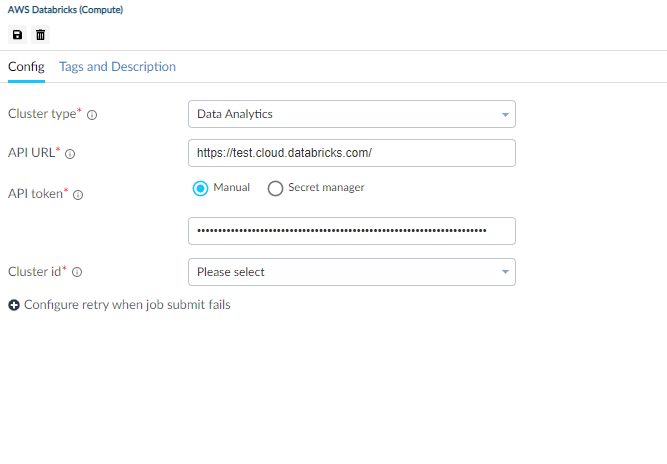 AWS Databricks (Compute)
Config Tags and Description
Cluster type* Data Analytics
API URL* https://test.cloud.databricks.com/
API token* Manual Secret manager
••••••••••••••••••••••••••••••••••••••••••••••••••••••••••••••••••••••
Cluster id* Please select
Configure retry when job submit fails